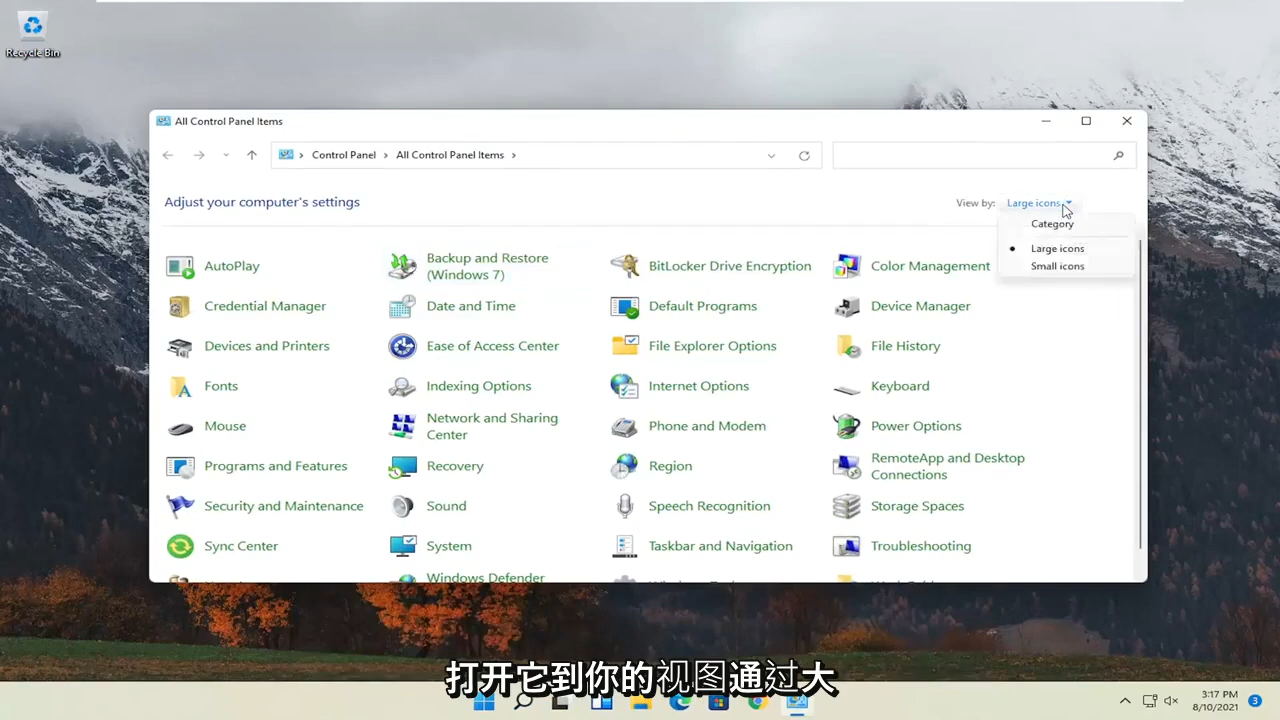 Recycle Bin
All Control Panel Items
Control Panel
All Control Panel Items
Adjust your computer's settings
View by: Large icons
Category
Large icons
Small icons
AutoPlay
Backup and Restore
(Windows 7)
BitLocker Drive Encryption
Color Management
Credential Manager
Date and Time
Default Programs
Device Manager
Devices and Printers
Ease of Access Center
File Explorer Options
File History
Fonts
Indexing Options
Internet Options
Keyboard
Mouse
Network and Sharing
Center
Phone and Modem
Power Options
Programs and Features
Recovery
Region
RemoteApp and Desktop
Connections
Security and Maintenance
Sound
Speech Recognition
Storage Spaces
Sync Center
System
Taskbar and Navigation
Troubleshooting
Windows Defender
打开它到你的视图通过大
3:17 PM
8/10/2021
3